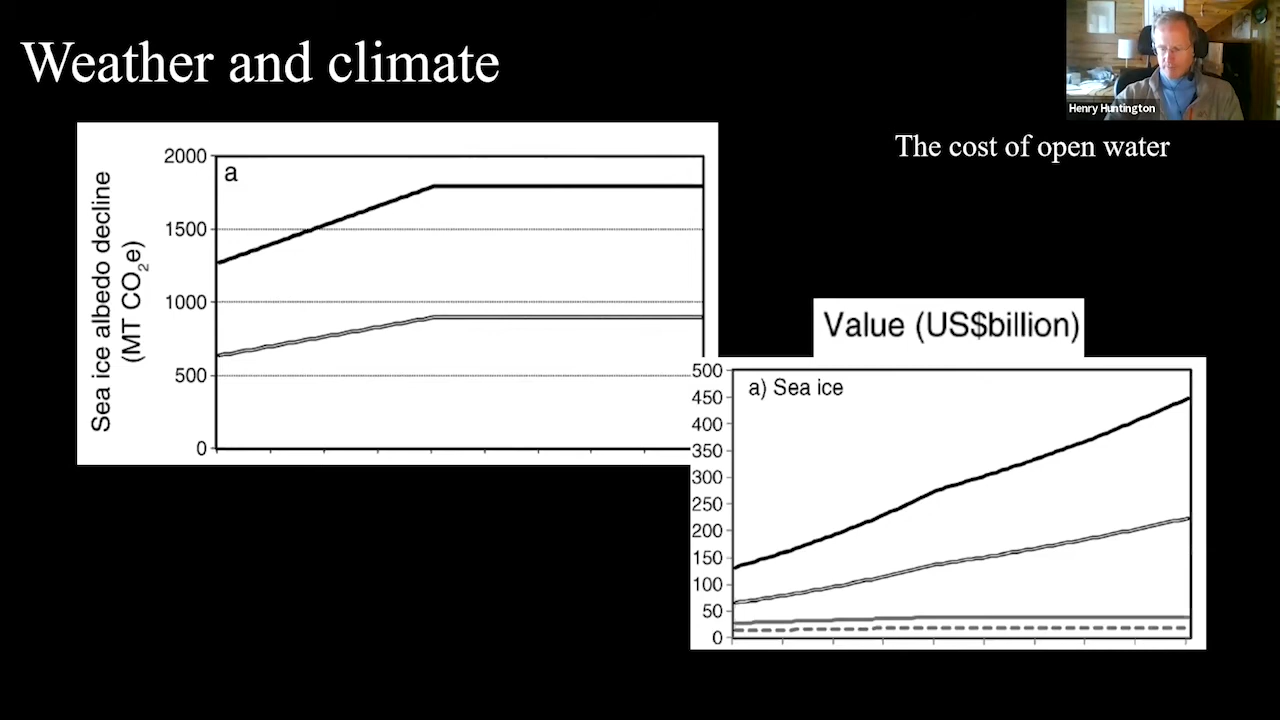 Weather and climate
Henry Huntington
The cost of open water
Sea ice albedo decline
(MT CO₂e)
2000
1500
1000
500
0
a
Value (US$billion)
500
450
400
350
300
250
200
150
100
50
0
a) Sea ice